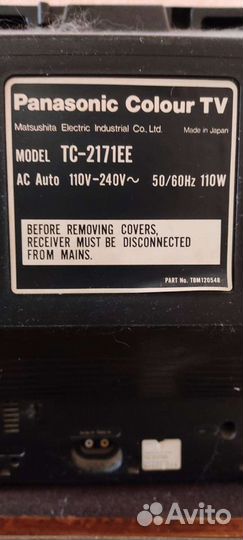 Panasonic Colour TV
Matsushita Electric Industrial Co., Ltd. Made in Japan
MODEL TC-2171EE
AC Auto 110V-240V~ 50/60Hz 110W
BEFORE REMOVING COVERS,
RECEIVER MUST BE DISCONNECTED
FROM MAINS.
PART No. TBM120548
Avito